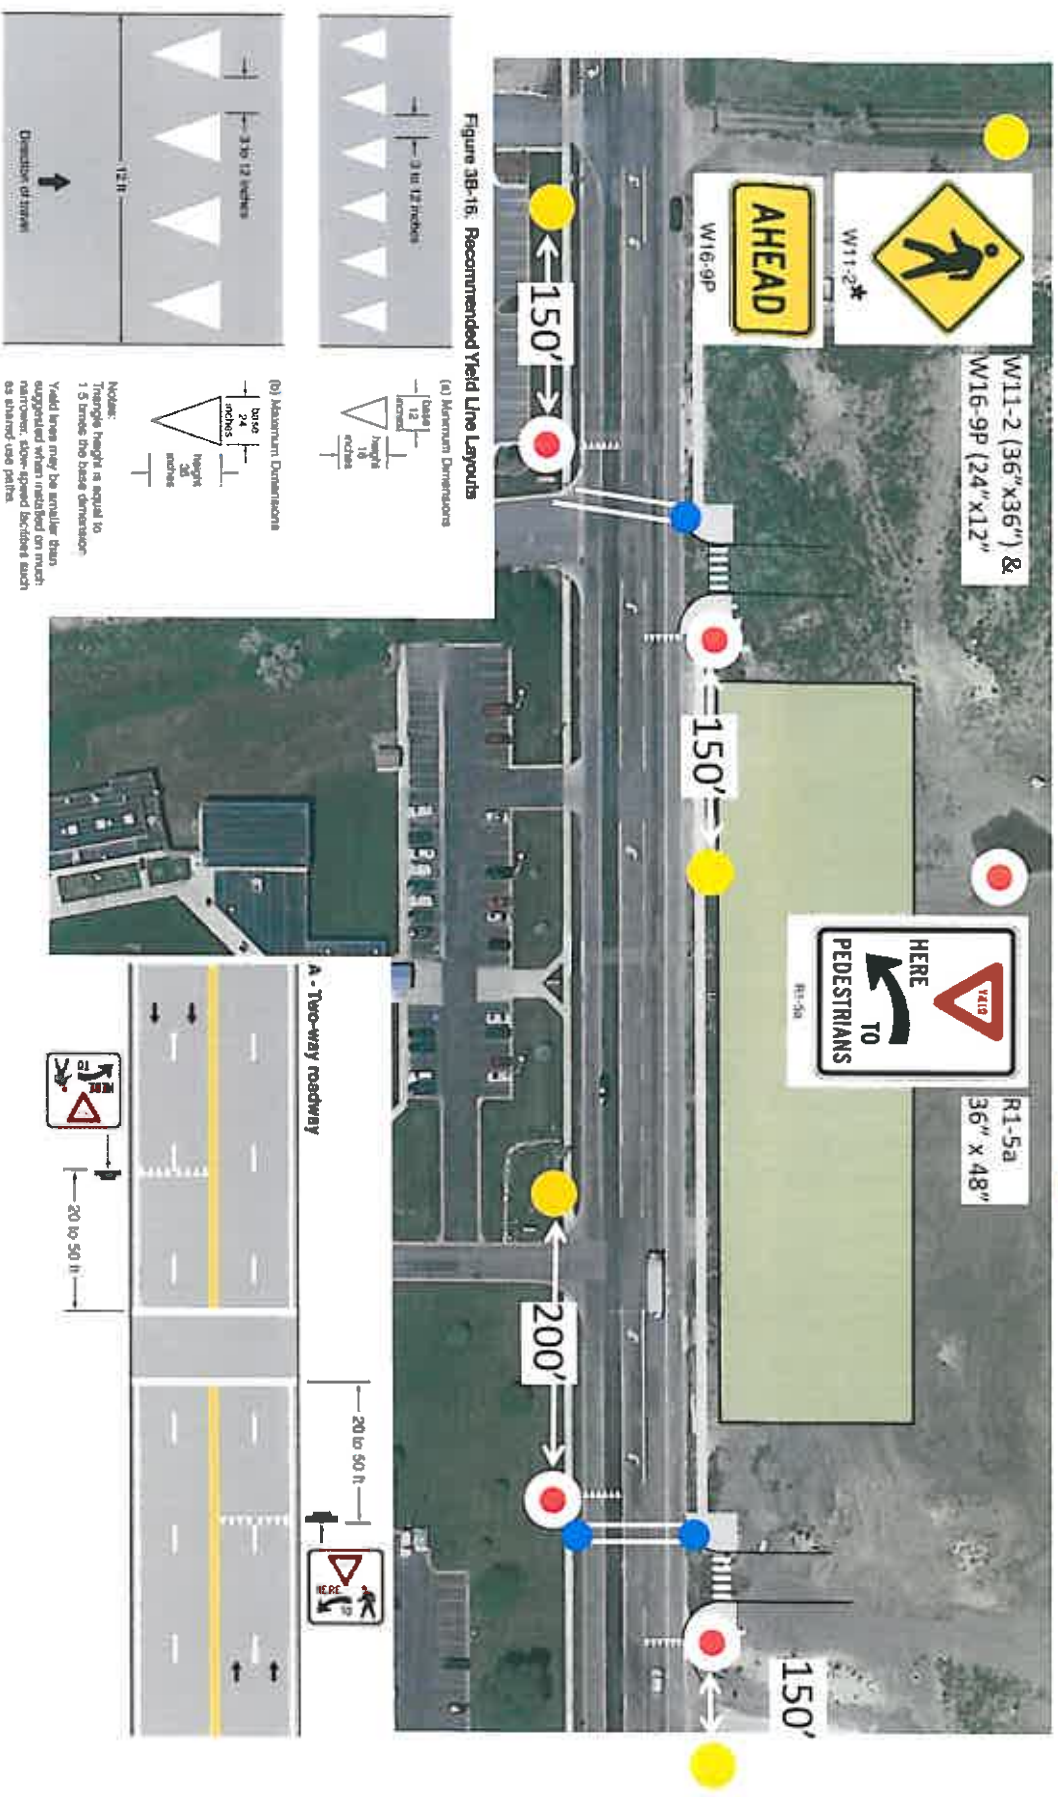 W11-2 (36"x36") &
W16-9P (24"x12"
W11-2*
AHEAD
W16-9P
R1-5a
36" x 48"
YIELD
HERE
TO
PEDESTRIANS
R1-5a
150'
150'
200'
150'
Figure 3B-16. Recommended Yield Line Layouts
(a) Minimum Dimensions
3 to 12 inches
base
12
inches
height
18
inches
(b) Maximum Dimensions
3 to 12 inches
12 ft
Direction of travel
base
24
inches
height
36
inches
Notes:
Triangle height is equal to
1.5 times the base dimension
Yield lines may be smaller than
suggested when installed on much
narrower, slow-speed facilities such
as shared-use paths
A - Two-way roadway
20 to 50 ft
HERE
TO
20 to 50 ft
HERE
TO